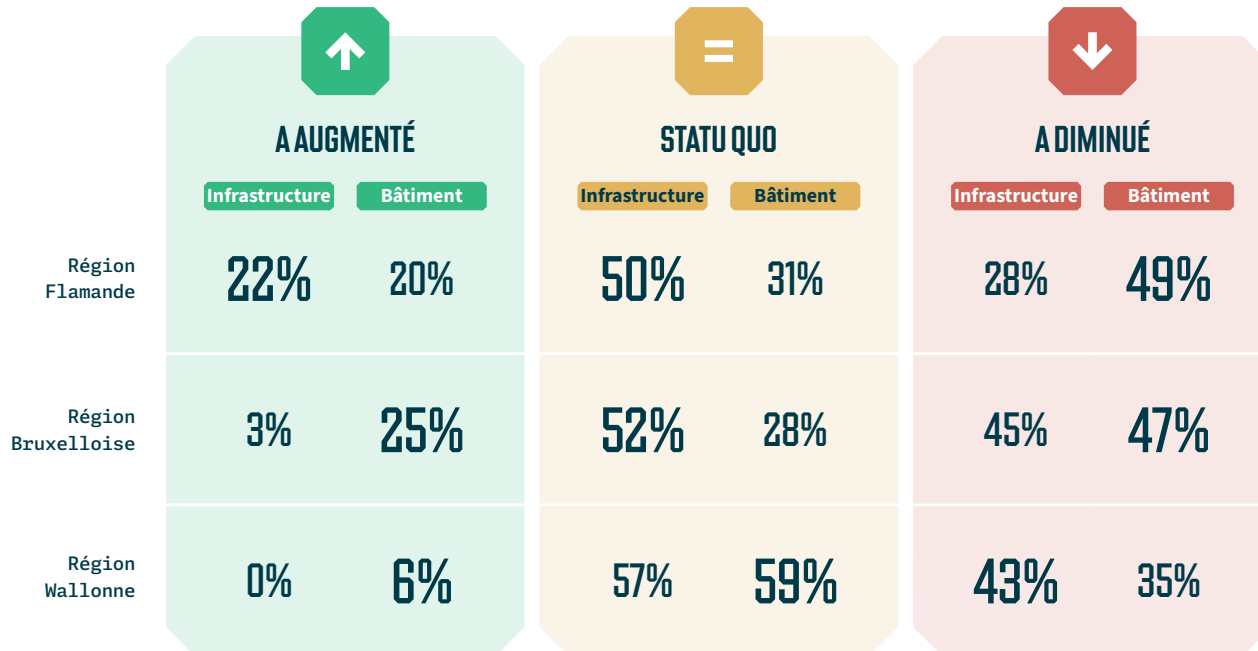 A AUGMENTÉ
STATU QUO
A DIMINUÉ
Infrastructure Bâtiment
Infrastructure Bâtiment
Infrastructure Bâtiment
Région
Flamande
22% 20% 50% 31% 28% 49%
Région
Bruxelloise
3% 25% 52% 28% 45% 47%
Région
Wallonne
0% 6% 57% 59% 43% 35%